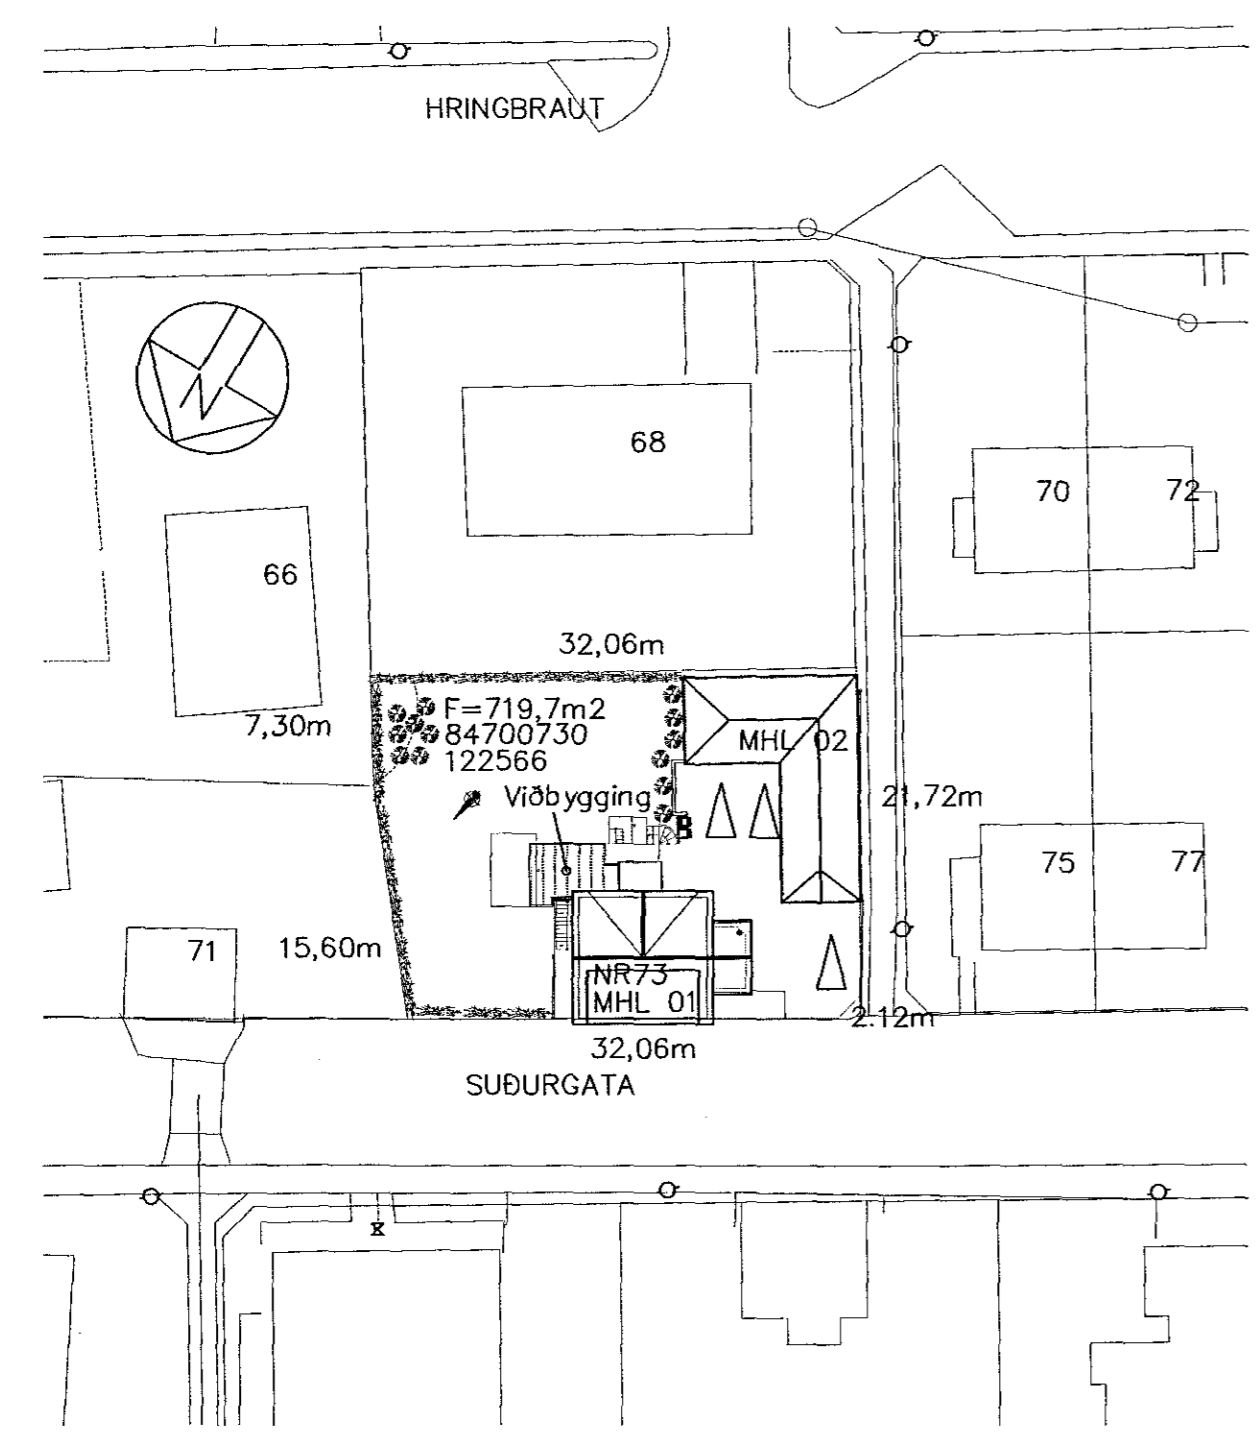 HRINGBRAUT
N
68
70
72
66
32,06m
F=719,7m2
7,30m
84700730
MHL 02
122566
Viðbygging
21,72m
B
75
77
71
15,60m
NR73
MHL 01
2.12m
32,06m
SUÐURGATA